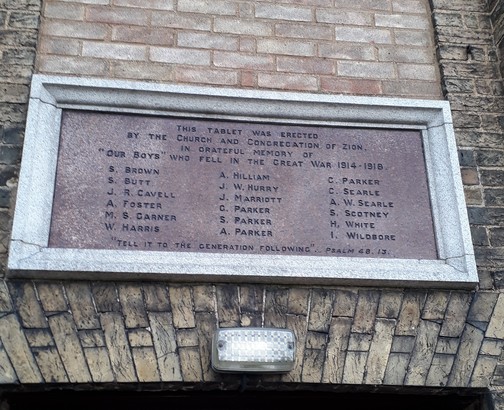 THIS TABLET WAS ERECTED
BY THE CHURCH AND CONGREGATION OF ZION,
IN GRATEFUL MEMORY OF
"OUR BOYS" WHO FELL IN THE GREAT WAR 1914-1918
S. BROWN
S. BUTT
J. R. CAVELL
A. FOSTER
M. S. GARNER
W. HARRIS
A. HILLIAM
J. W. HURRY
J. MARRIOTT
G. PARKER
S. PARKER
A. PARKER
C. PARKER
C. SEARLE
A. W. SEARLE
S. SCOTNEY
H. WHITE
I. WILDBORE
"TELL IT TO THE GENERATION FOLLOWING". PSALM 48. 13.